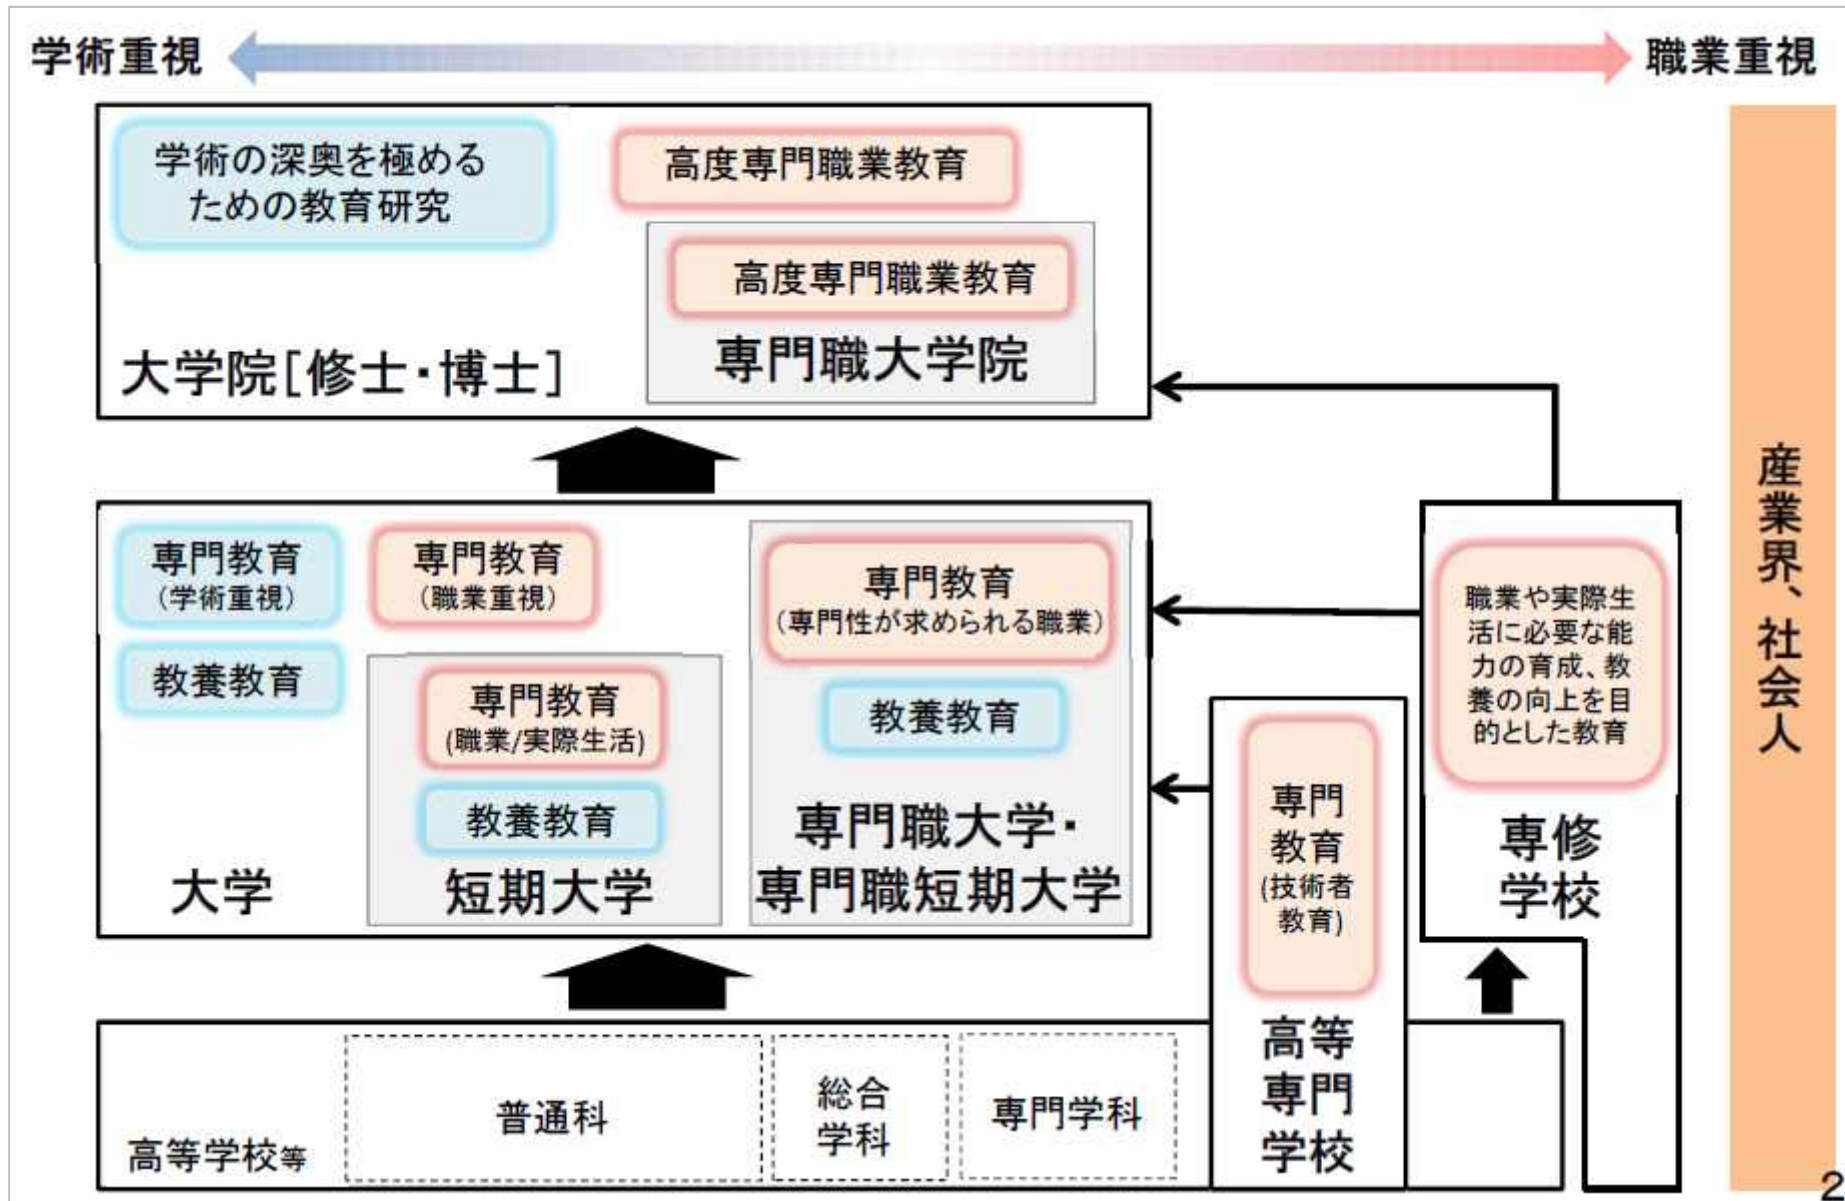 学術重視
職業重視
学術の深奥を極める
ための教育研究
高度専門職業教育
高度専門職業教育
専門職大学院
大学院[修士・博士]
専門教育
（学術重視）
教養教育
専門教育
（職業重視）
専門教育
(職業/実際生活)
教養教育
大学
短期大学
専門教育
（専門性が求められる職業）
教養教育
専門職大学・
専門職短期大学
専門
教育
(技術者
教育)
高等
専門
学校
職業や実際生
活に必要な能
力の育成、教
養の向上を目
的とした教育
専修
学校
産業界、社会人
高等学校等
普通科
総合
学科
専門学科
2